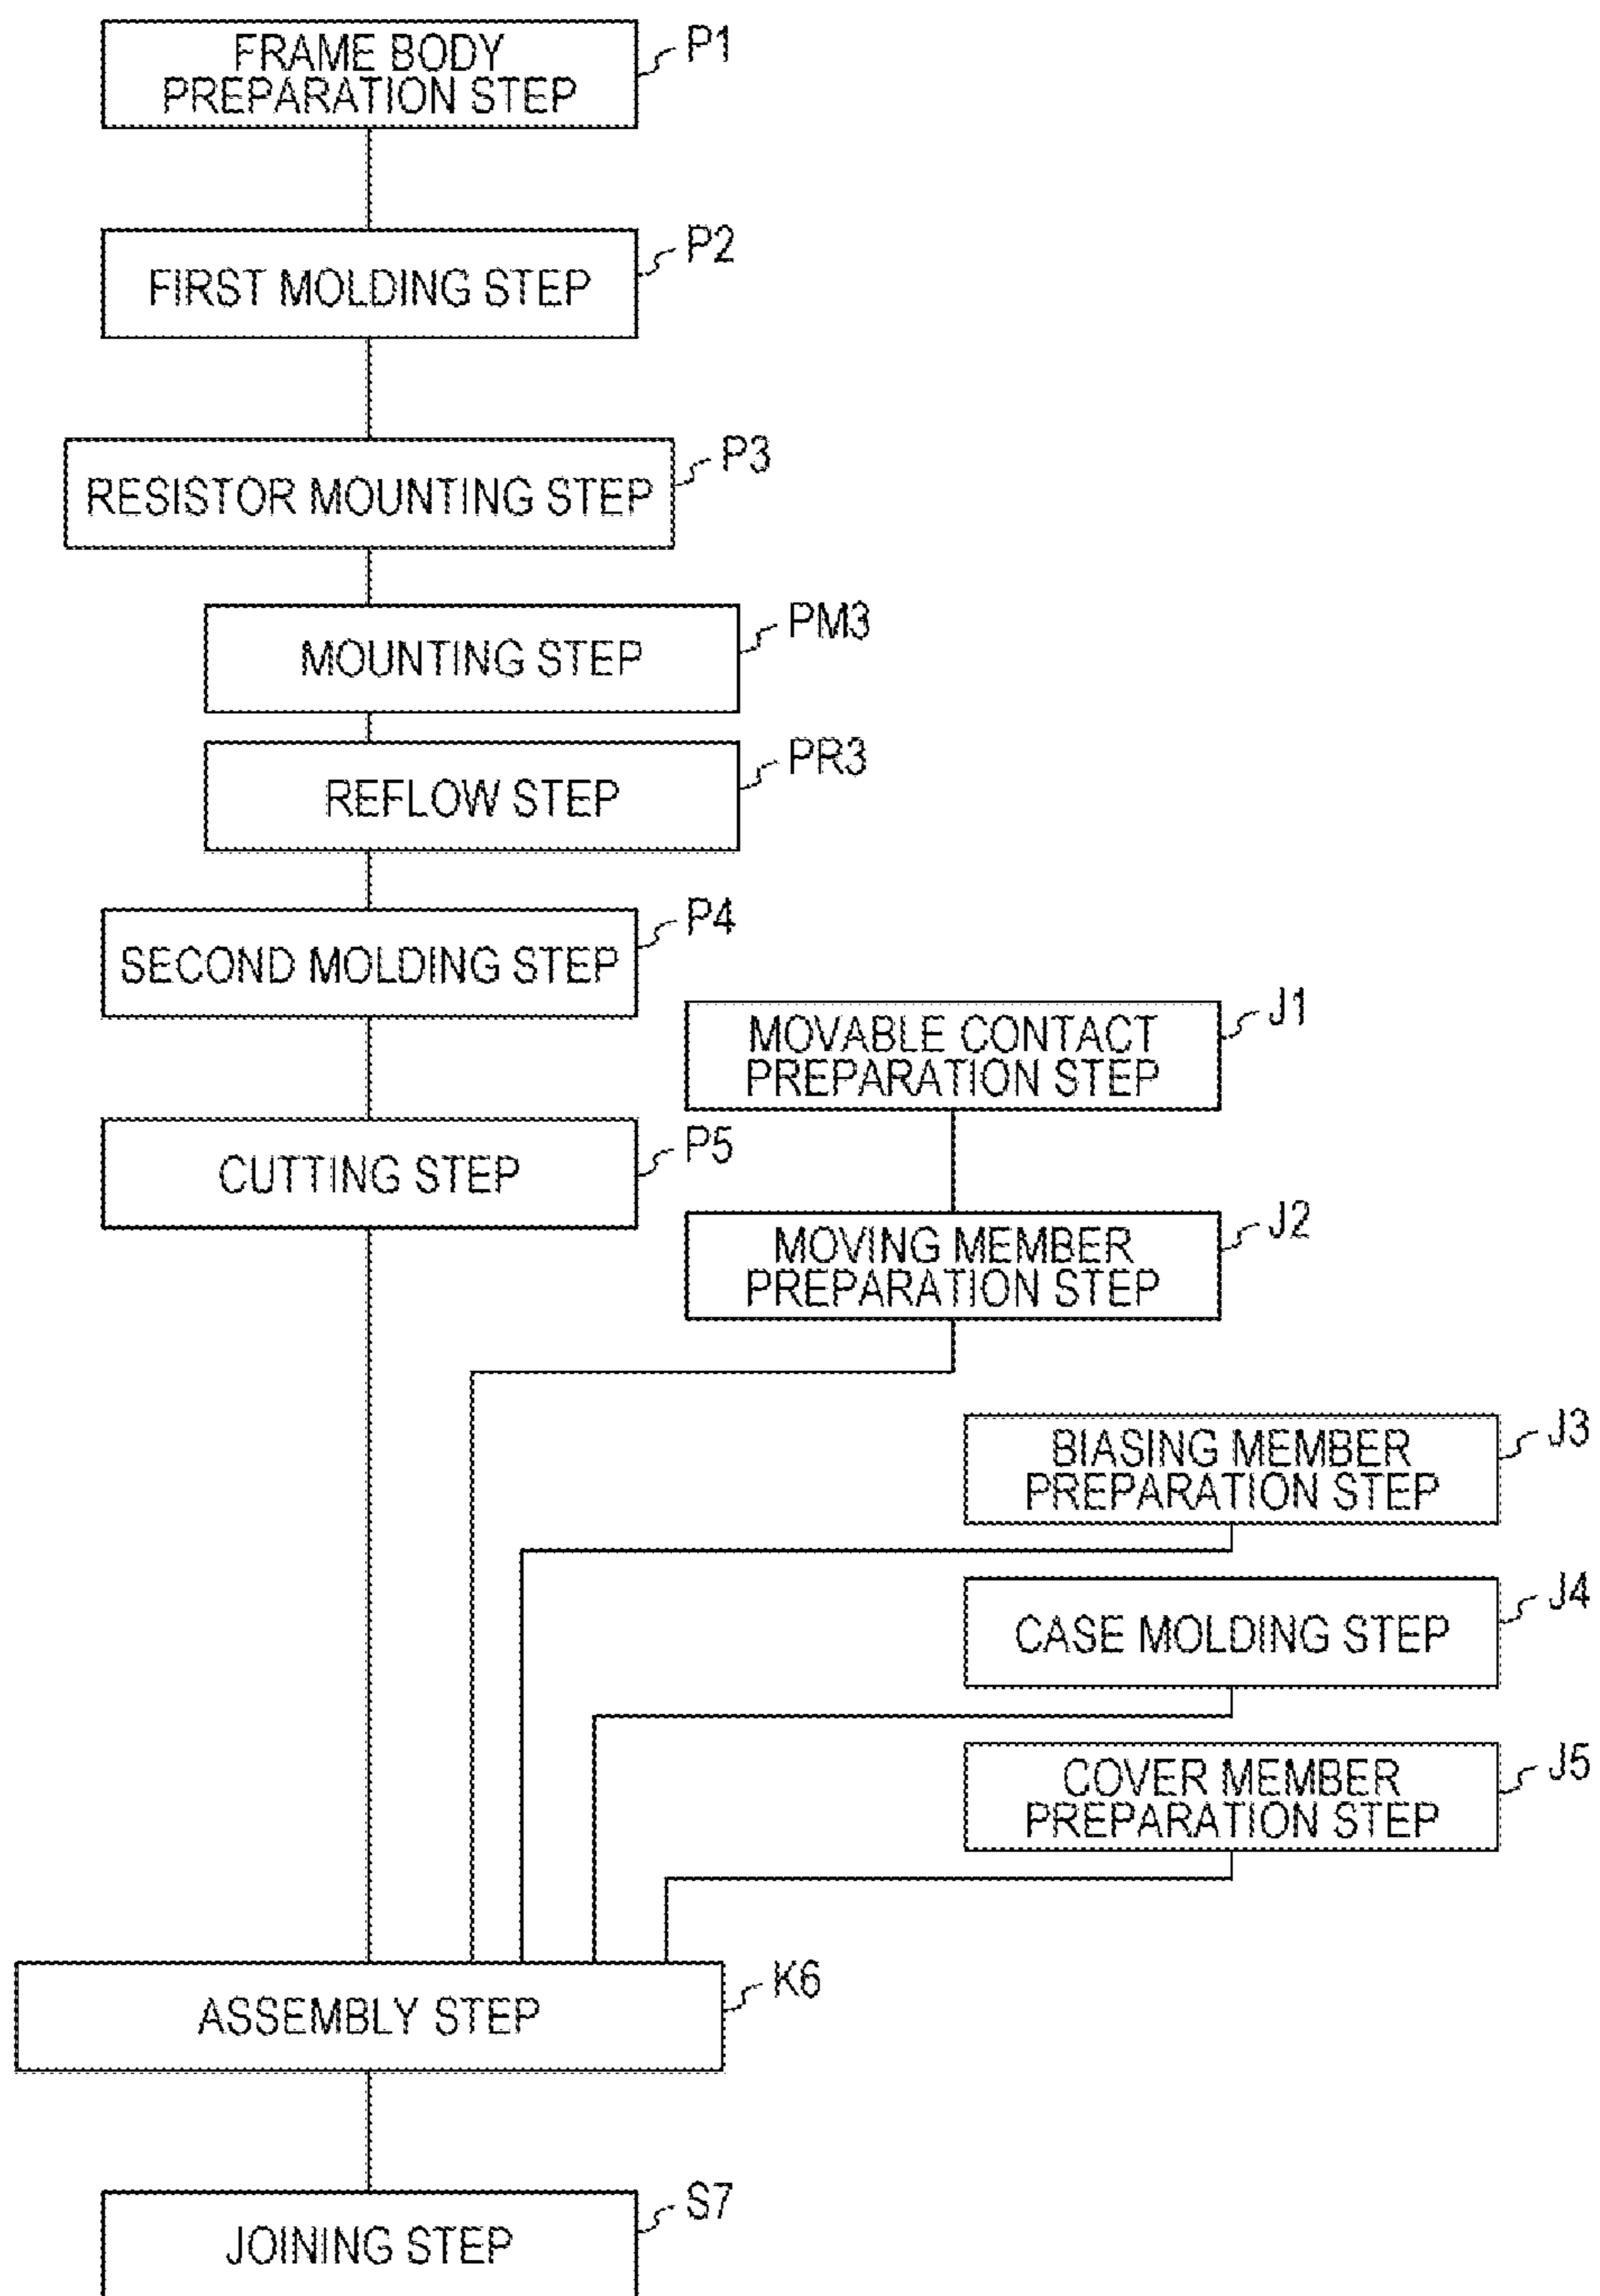 FRAME BODY
PREPARATION STEP
P1
FIRST MOLDING STEP
P2
RESISTOR MOUNTING STEP
P3
MOUNTING STEP
PM3
REFLOW STEP
PR3
SECOND MOLDING STEP
P4
MOVABLE CONTACT
PREPARATION STEP
J1
CUTTING STEP
P5
MOVING MEMBER
PREPARATION STEP
J2
BIASING MEMBER
PREPARATION STEP
J3
CASE MOLDING STEP
J4
COVER MEMBER
PREPARATION STEP
J5
ASSEMBLY STEP
K6
JOINING STEP
S7